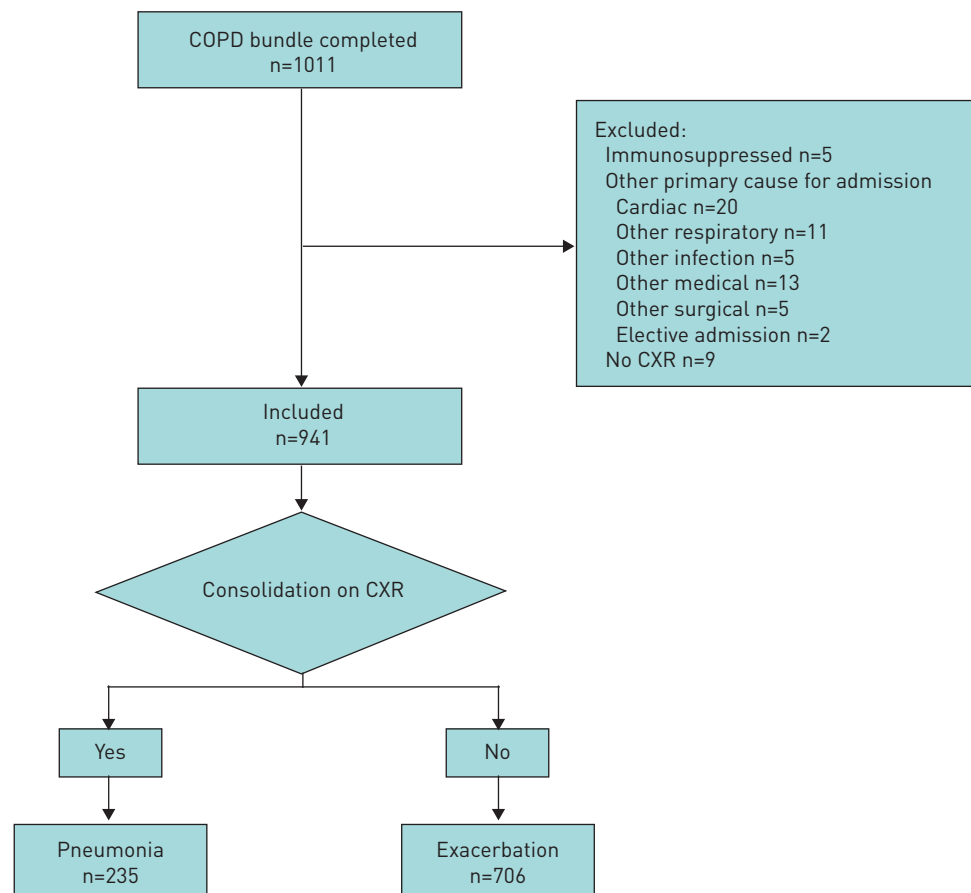 COPD bundle completed
n=1011
Excluded:
Immunosuppressed n=5
Other primary cause for admission
Cardiac n=20
Other respiratory n=11
Other infection n=5
Other medical n=13
Other surgical n=5
Elective admission n=2
No CXR n=9
Included
n=941
Consolidation on CXR
Yes
No
Pneumonia
n=235
Exacerbation
n=706